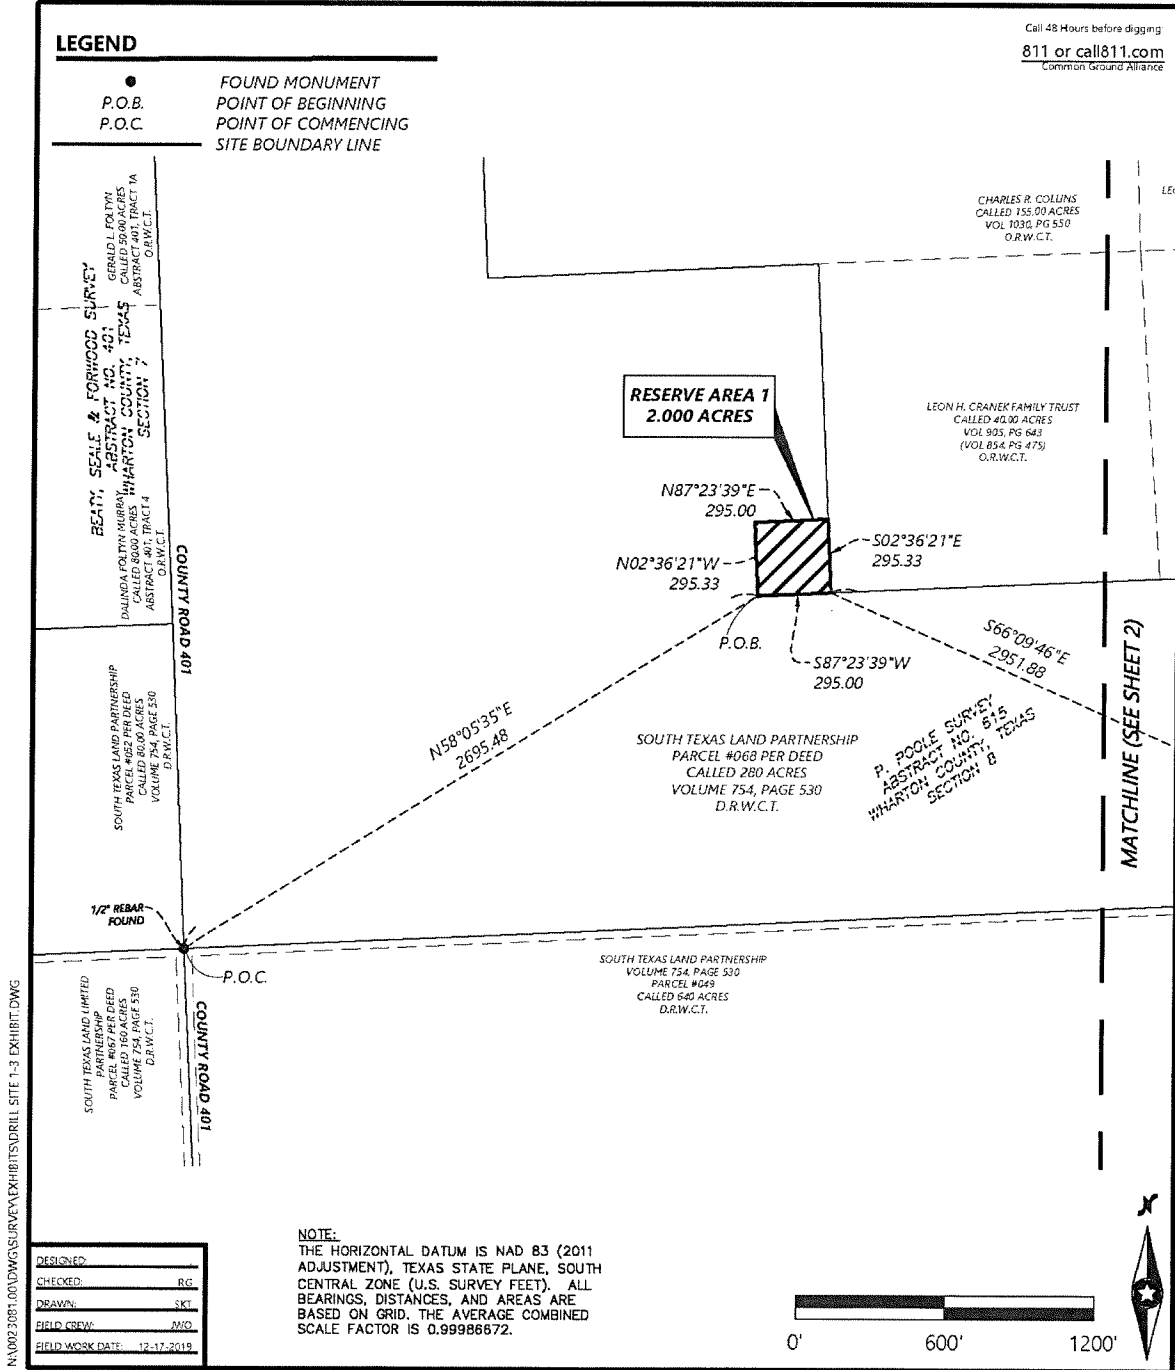 LEGEND
FOUND MONUMENT
P.O.B. POINT OF BEGINNING
P.O.C. POINT OF COMMENCING
SITE BOUNDARY LINE
Call 48 Hours before digging
811 or call811.com
Common Ground Alliance
GERALD L. FOLTYN
CALLED 50.00 ACRES
ABSTRACT 401, TRACT 1A
O.R.W.C.T.
BEATY, SEALE & FORWOOD SURVEY
ABSTRACT NO. 401
WHARTON COUNTY, TEXAS
SECTION 7
DALINDA FOLTYN MURRAY
CALLED 80.00 ACRES
ABSTRACT 401, TRACT 4
O.R.W.C.T.
COUNTY ROAD 401
CHARLES R. COLLINS
CALLED 155.00 ACRES
VOL 1030, PG 550
O.R.W.C.T.
RESERVE AREA 1
2.000 ACRES
LEON H. CRANEK FAMILY TRUST
CALLED 40.00 ACRES
VOL 905, PG 643
(VOL 854, PG 475)
O.R.W.C.T.
N87°23'39"E
295.00
S02°36'21"E
295.33
N02°36'21"W
295.33
P.O.B.
S87°23'39"W
295.00
S66°09'46"E
2951.88
MATCHLINE (SEE SHEET 2)
N58°05'35"E
2695.48
SOUTH TEXAS LAND PARTNERSHIP
PARCEL #068 PER DEED
CALLED 280 ACRES
VOLUME 754, PAGE 530
D.R.W.C.T.
P. POOLE SURVEY
ABSTRACT NO. 615
WHARTON COUNTY, TEXAS
SECTION 8
SOUTH TEXAS LAND PARTNERSHIP
PARCEL #052 PER DEED
CALLED 80.00 ACRES
VOLUME 754, PAGE 530
D.R.W.C.T.
1/2" REBAR
FOUND
P.O.C.
SOUTH TEXAS LAND PARTNERSHIP
VOLUME 754, PAGE 530
PARCEL #049
CALLED 640 ACRES
D.R.W.C.T.
SOUTH TEXAS LAND LIMITED
PARTNERSHIP
PARCEL #067 PER DEED
CALLED 160 ACRES
VOLUME 754, PAGE 530
D.R.W.C.T.
COUNTY ROAD 401
N:\0023081.00\DWG\SURVEY\EXHIBITS\DRILL SITE 1-3 EXHIBIT.DWG
DESIGNED:
CHECKED: RG
DRAWN: SKT
FIELD CREW: JWO
FIELD WORK DATE: 12-17-2019
NOTE:
THE HORIZONTAL DATUM IS NAD 83 (2011
ADJUSTMENT), TEXAS STATE PLANE, SOUTH
CENTRAL ZONE (U.S. SURVEY FEET). ALL
BEARINGS, DISTANCES, AND AREAS ARE
BASED ON GRID. THE AVERAGE COMBINED
SCALE FACTOR IS 0.99986672.
N
0' 600' 1200'